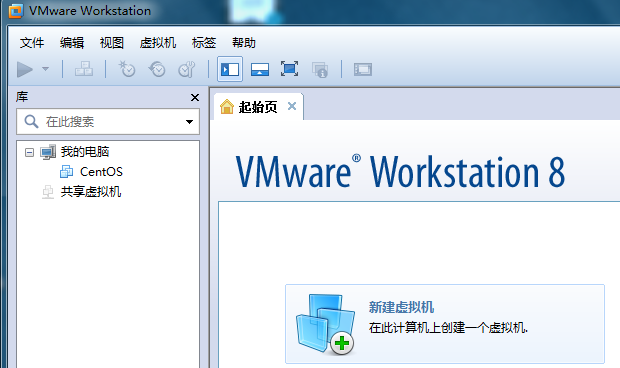 VMware Workstation
文件 编辑 视图 虚拟机 标签 帮助
库
在此搜索
起始页
我的电脑
CentOS
共享虚拟机
VMware® Workstation 8
新建虚拟机
在此计算机上创建一个虚拟机.